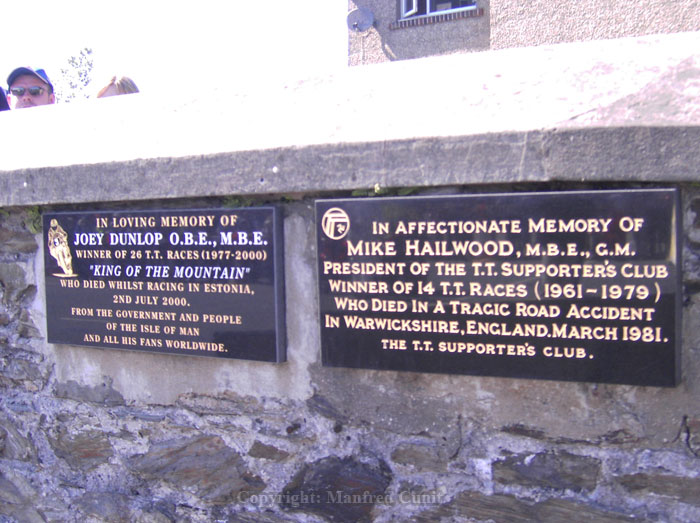 IN LOVING MEMORY OF
JOEY DUNLOP O.B.E., M.B.E.
WINNER OF 26 T.T. RACES (1977-2000)
"KING OF THE MOUNTAIN"
WHO DIED WHILST RACING IN ESTONIA,
2ND JULY 2000.
FROM THE GOVERNMENT AND PEOPLE
OF THE ISLE OF MAN
AND ALL HIS FANS WORLDWIDE.
IN AFFECTIONATE MEMORY OF
MIKE HAILWOOD, M.B.E., G.M.
PRESIDENT OF THE T.T. SUPPORTER'S CLUB
WINNER OF 14 T.T. RACES (1961-1979)
WHO DIED IN A TRAGIC ROAD ACCIDENT
IN WARWICKSHIRE, ENGLAND. MARCH 1981.
THE T.T. SUPPORTER'S CLUB.
Copyright: Manfred Cunit